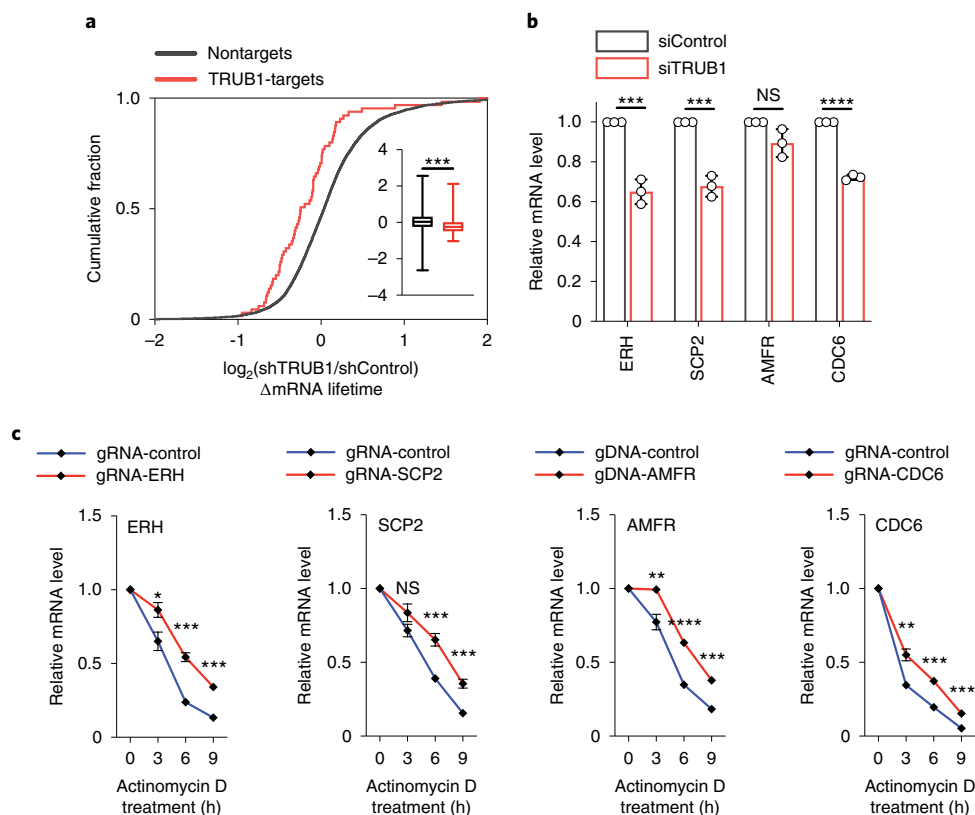 a
Nontargets
TRUB1-targets
Cumulative fraction
1.0
0.5
0
–2
–1
0
1
2
4
2
0
–2
–4
***
log2(shTRUB1/shControl)
ΔmRNA lifetime
b
siControl
siTRUB1
Relative mRNA level
1.0
0.8
0.6
0.4
0.2
0
***
***
NS
****
ERH
SCP2
AMFR
CDC6
c
gRNA-control
gRNA-ERH
Relative mRNA level
1.5
1.0
0.5
0
ERH
*
***
***
0 3 6 9
Actinomycin D
treatment (h)
gRNA-control
gRNA-SCP2
Relative mRNA level
1.5
1.0
0.5
0
SCP2
NS
***
***
0 3 6 9
Actinomycin D
treatment (h)
gDNA-control
gDNA-AMFR
Relative mRNA level
1.5
1.0
0.5
0
AMFR
**
****
***
0 3 6 9
Actinomycin D
treatment (h)
gRNA-control
gRNA-CDC6
Relative mRNA level
1.5
1.0
0.5
0
CDC6
**
***
***
0 3 6 9
Actinomycin D
treatment (h)